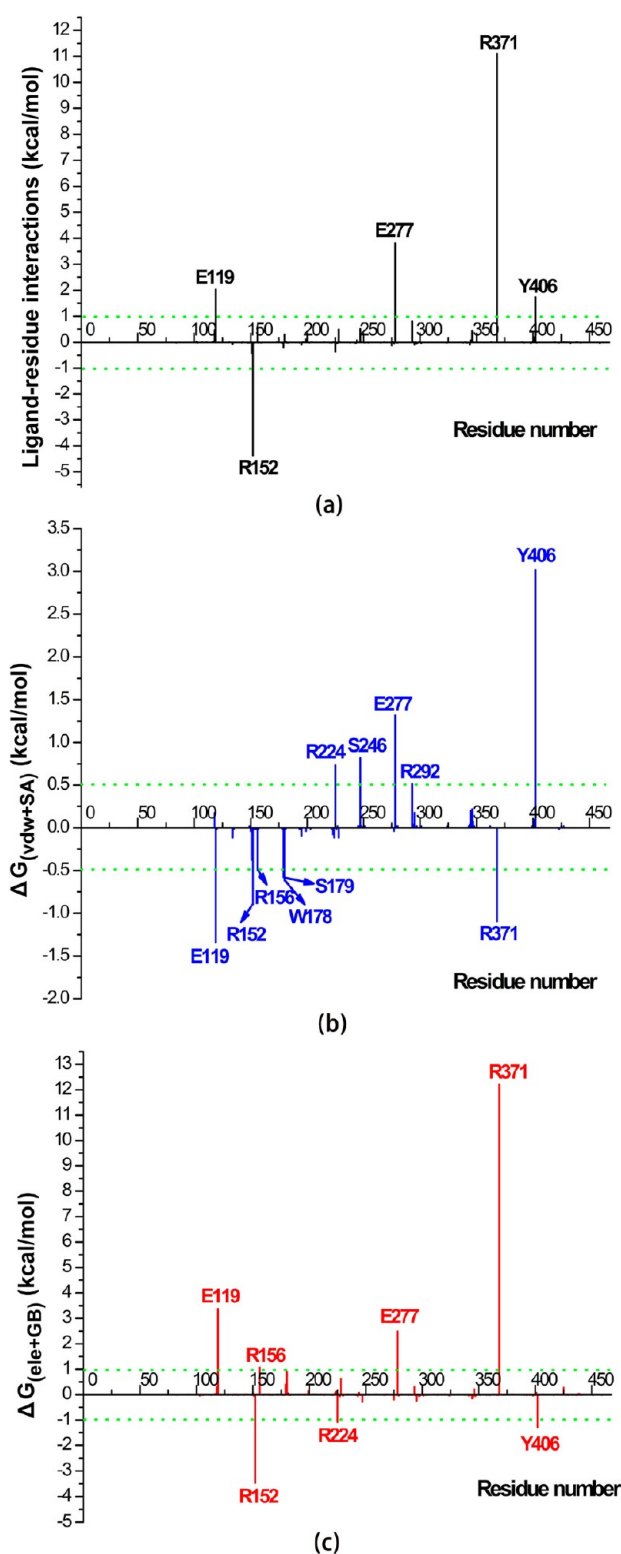 12
11
10
9
8
7
6
5
4
3
2
1
0
-1
-2
-3
-4
-5
Ligand-residue interactions (kcal/mol)
R371
E277
E119
Y406
0 50 100 150 200 250 300 350 400 450
R152
Residue number
(a)
3.5
3.0
2.5
2.0
1.5
1.0
0.5
0.0
-0.5
-1.0
-1.5
-2.0
ΔG(vdw+SA) (kcal/mol)
Y406
E277
R224 S246
R292
0 50 100 150 200 250 300 350 400 450
S179
R156
W178
R152
R371
E119
Residue number
(b)
13
12
11
10
9
8
7
6
5
4
3
2
1
0
-1
-2
-3
-4
-5
ΔG(ele+GB) (kcal/mol)
R371
E119
E277
R156
0 50 100 150 200 250 300 350 400 450
R224
Y406
R152
Residue number
(c)